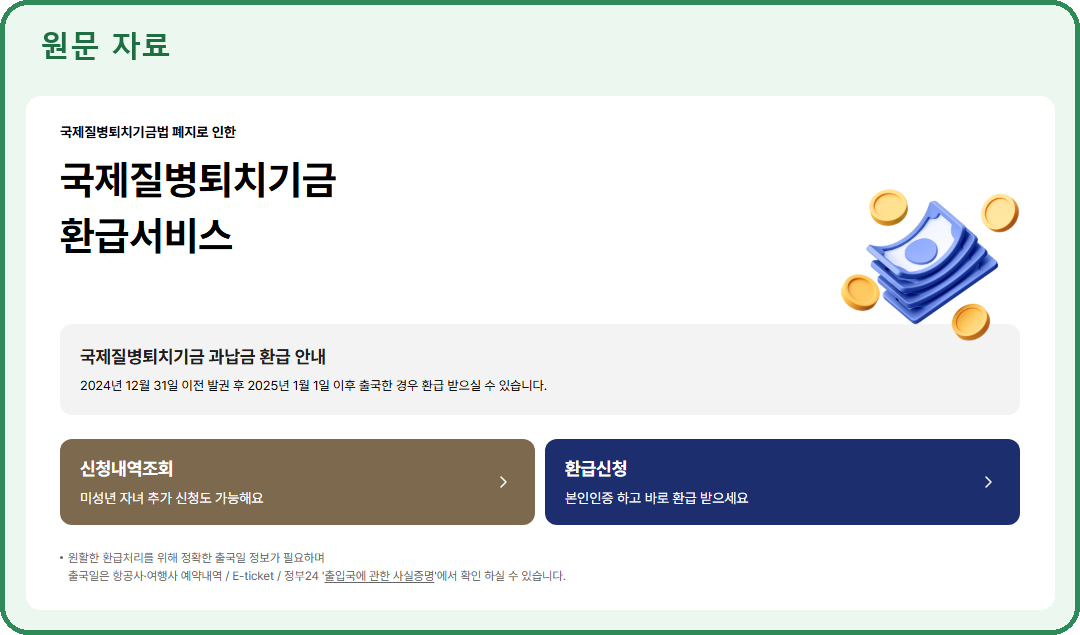 원문 자료
국제질병퇴치기금법 폐지로 인한
국제질병퇴치기금
환급서비스
국제질병퇴치기금 과납금 환급 안내
2024년 12월 31일 이전 발권 후 2025년 1월 1일 이후 출국한 경우 환급 받으실 수 있습니다.
신청내역조회
미성년 자녀 추가 신청도 가능해요
환급신청
본인인증 하고 바로 환급 받으세요
• 원활한 환급처리를 위해 정확한 출국일 정보가 필요하며
출국일은 항공사·여행사 예약내역 / E-ticket / 정부24 '출입국에 관한 사실증명'에서 확인 하실 수 있습니다.